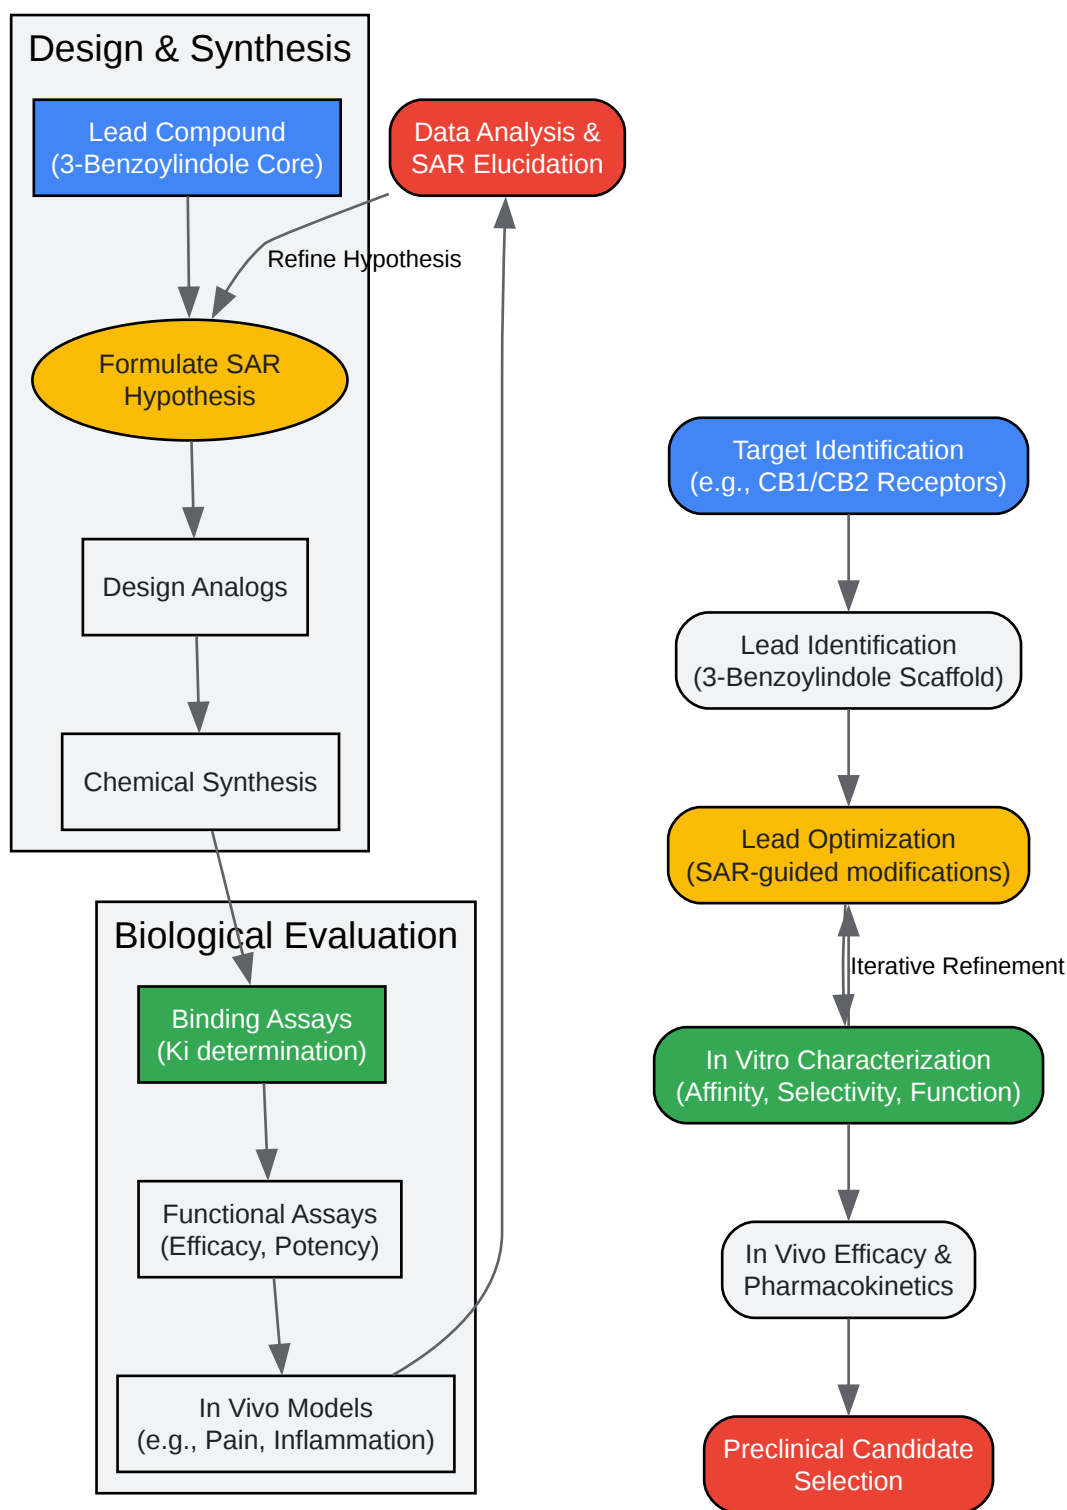 Design & Synthesis
Lead Compound
(3-Benzoylindole Core)
Data Analysis &
SAR Elucidation
Refine Hypothesis
Formulate SAR
Hypothesis
Design Analogs
Chemical Synthesis
Biological Evaluation
Binding Assays
(Ki determination)
Functional Assays
(Efficacy, Potency)
In Vivo Models
(e.g., Pain, Inflammation)
Target Identification
(e.g., CB1/CB2 Receptors)
Lead Identification
(3-Benzoylindole Scaffold)
Lead Optimization
(SAR-guided modifications)
Iterative Refinement
In Vitro Characterization
(Affinity, Selectivity, Function)
In Vivo Efficacy &
Pharmacokinetics
Preclinical Candidate
Selection